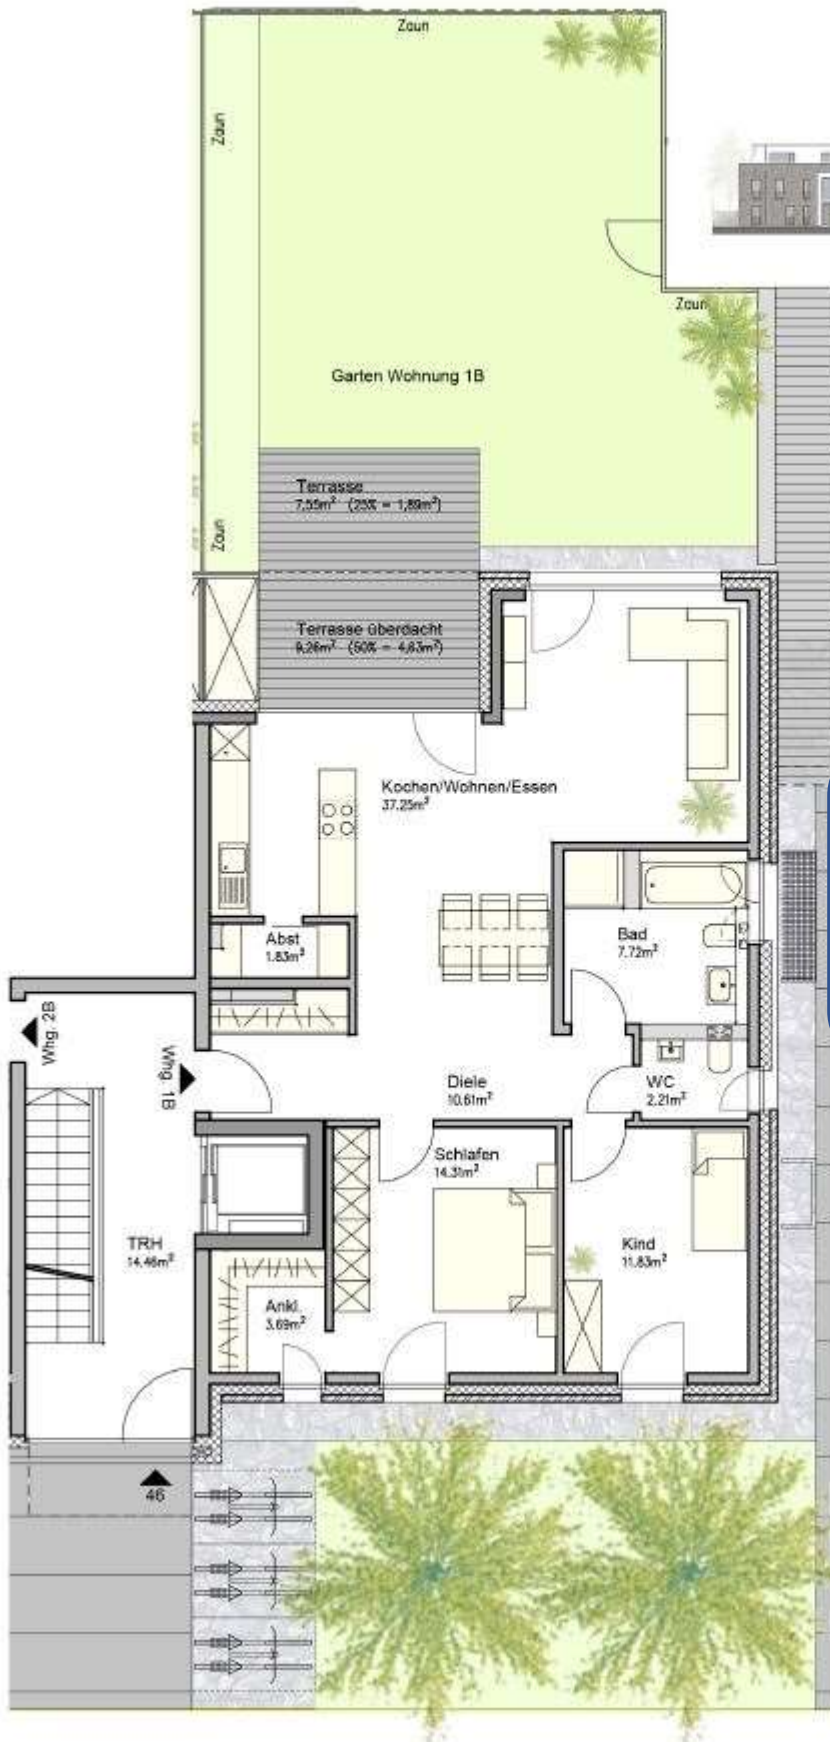 Zaun
Zaun
Zaun
Garten Wohnung 1B
Terrasse
7,55m² (25% = 1,89m²)
Zaun
Terrasse überdacht
9,26m² (50% = 4,63m²)
Kochen/Wohnen/Essen
37,25m²
Abst
1.83m²
Bad
7.72m²
Whg. 2B
Whg. 1B
Diele
10.61m²
WC
2,21m²
Schlafen
14.31m²
TRH
14.46m²
Kind
11.83m²
Ankl.
3.69m²
46